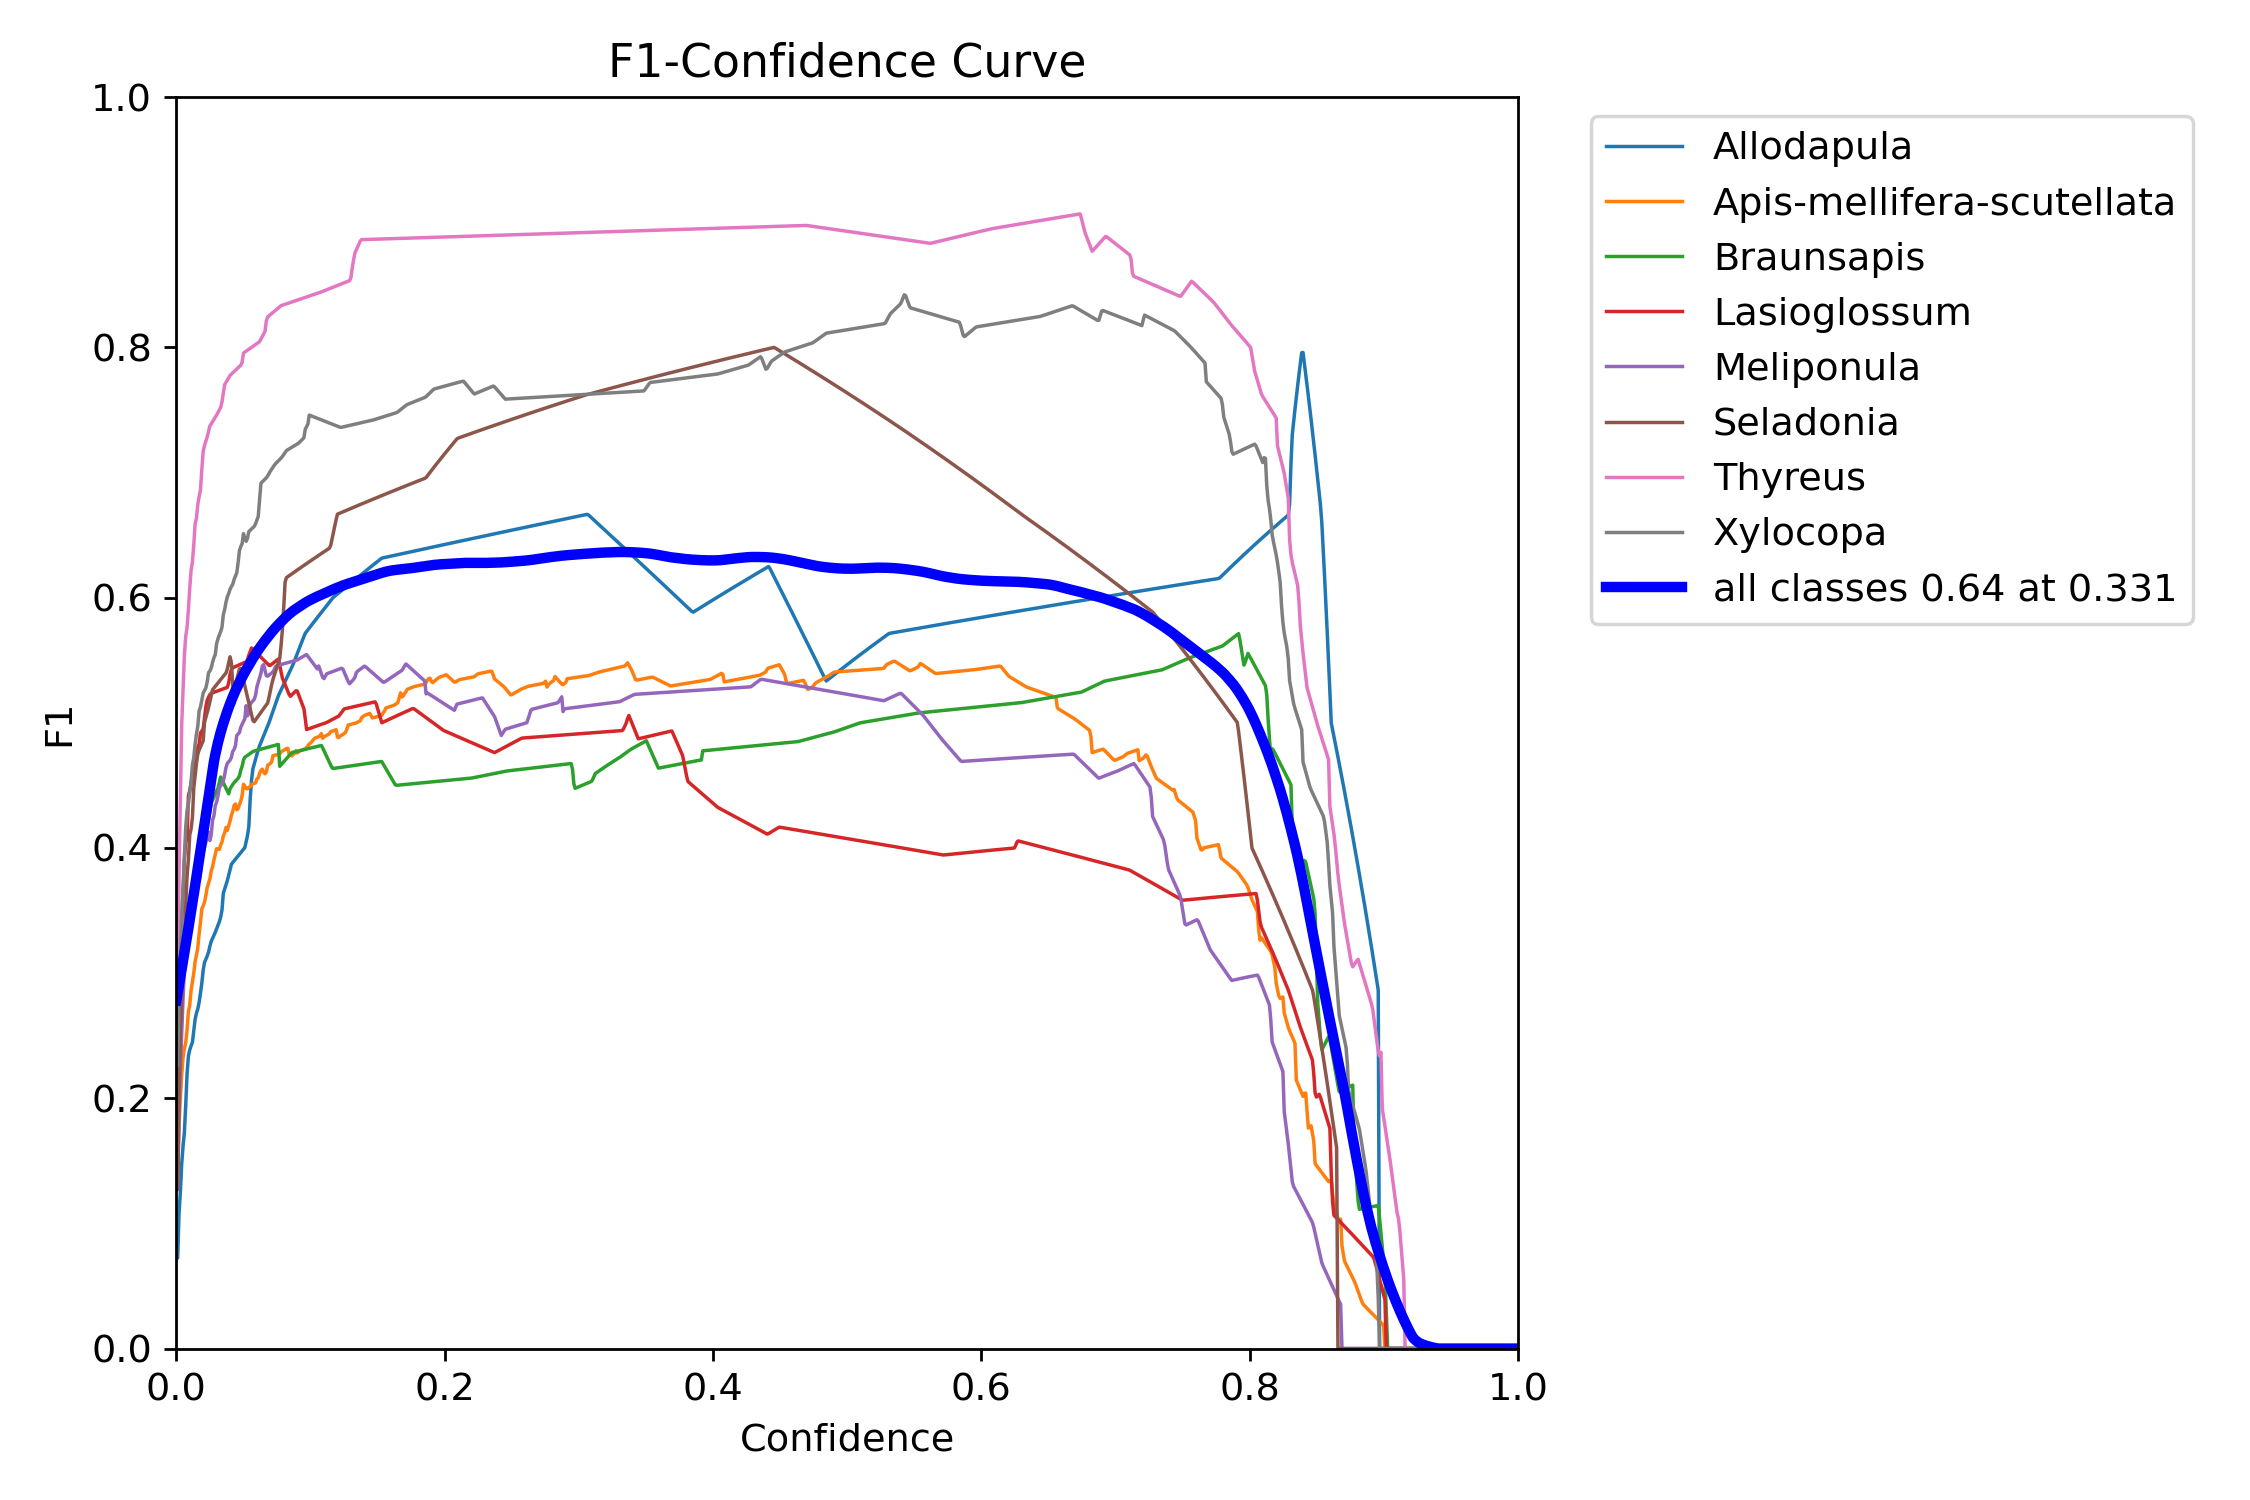 F1-Confidence Curve
1.0
0.8
0.6
0.4
0.2
0.0
F1
0.0 0.2 0.4 0.6 0.8 1.0
Confidence
Allodapula
Apis-mellifera-scutellata
Braunsapis
Lasioglossum
Meliponula
Seladonia
Thyreus
Xylocopa
all classes 0.64 at 0.331